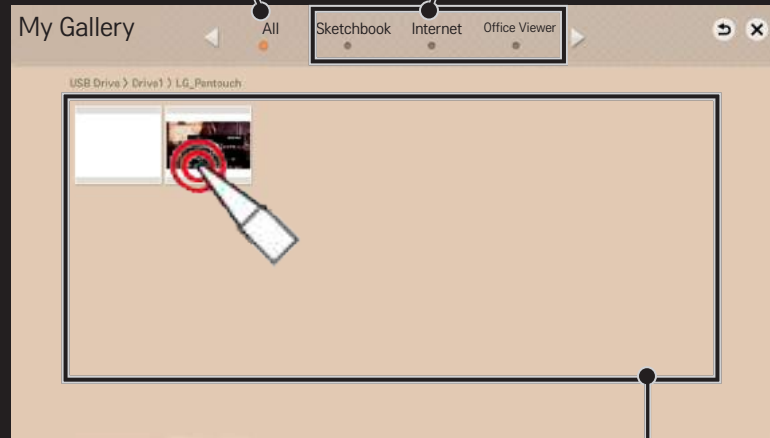 My Gallery
All Sketchbook Internet Office Viewer
USB Drive > Drive1 > LG_Pentouch